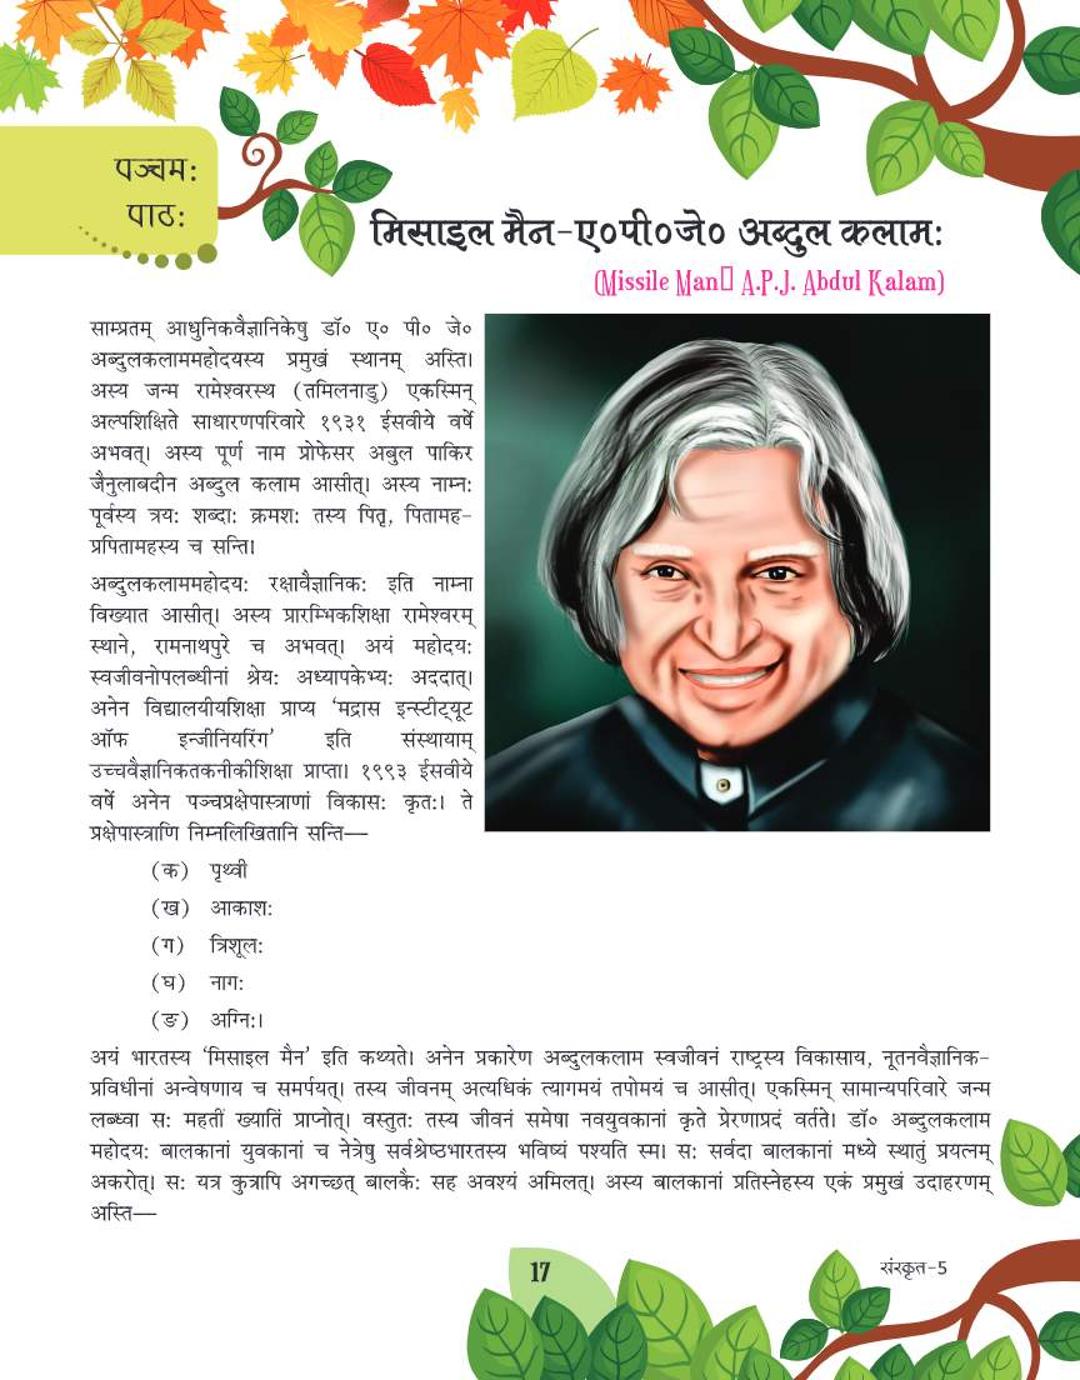 पञ्चमः
पाठः
मिसाइल मैन-ए०पी०जे० अब्दुल कलामः
(Missile Man▯ A.P.J. Abdul Kalam)
साम्प्रतम् आधुनिकवैज्ञानिकेषु डॉ० ए० पी० जे०
अब्दुलकलाममहोदयस्य प्रमुखं स्थानम् अस्ति।
अस्य जन्म रामेश्वरस्थ (तमिलनाडु) एकस्मिन्
अल्पशिक्षिते साधारणपरिवारे १९३१ ईसवीये वर्षे
अभवत्। अस्य पूर्ण नाम प्रोफेसर अबुल पाकिर
जैनुलाबदीन अब्दुल कलाम आसीत्। अस्य नाम्नः
पूर्वस्य त्रयः शब्दाः क्रमशः तस्य पितृ, पितामह-
प्रपितामहस्य च सन्ति।
अब्दुलकलाममहोदयः रक्षावैज्ञानिकः इति नाम्ना
विख्यात आसीत्। अस्य प्रारम्भिकशिक्षा रामेश्वरम्
स्थाने, रामनाथपुरे च अभवत्। अयं महोदयः
स्वजीवनोपलब्धीनां श्रेयः अध्यापकेभ्यः अददात्।
अनेन विद्यालयीयशिक्षा प्राप्य ‘मद्रास इन्स्टीट्यूट
ऑफ इन्जीनियरिंग’ इति संस्थायाम्
उच्चवैज्ञानिकतकनीकीशिक्षा प्राप्ता। १९९३ ईसवीये
वर्षे अनेन पञ्चप्रक्षेपास्त्राणां विकासः कृतः। ते
प्रक्षेपास्त्राणि निम्नलिखितानि सन्ति—
(क) पृथ्वी
(ख) आकाशः
(ग) त्रिशूलः
(घ) नागः
(ङ) अग्निः।
अयं भारतस्य ‘मिसाइल मैन’ इति कथ्यते। अनेन प्रकारेण अब्दुलकलाम स्वजीवनं राष्ट्रस्य विकासाय, नूतनवैज्ञानिक-
प्रविधीनां अन्वेषणाय च समर्पयत्। तस्य जीवनम् अत्यधिकं त्यागमयं तपोमयं च आसीत्। एकस्मिन् सामान्यपरिवारे जन्म
लब्ध्वा सः महतीं ख्यातिं प्राप्नोत्। वस्तुतः तस्य जीवनं समेषा नवयुवकानां कृते प्रेरणाप्रदं वर्तते। डॉ० अब्दुलकलाम
महोदयः बालकानां युवकानां च नेत्रेषु सर्वश्रेष्ठभारतस्य भविष्यं पश्यति स्म। सः सर्वदा बालकानां मध्ये स्थातुं प्रयत्नम्
अकरोत्। सः यत्र कुत्रापि अगच्छत् बालकैः सह अवश्यं अमिलत्। अस्य बालकानां प्रतिस्नेहस्य एकं प्रमुखं उदाहरणम्
अस्ति—
17
संस्कृत-5